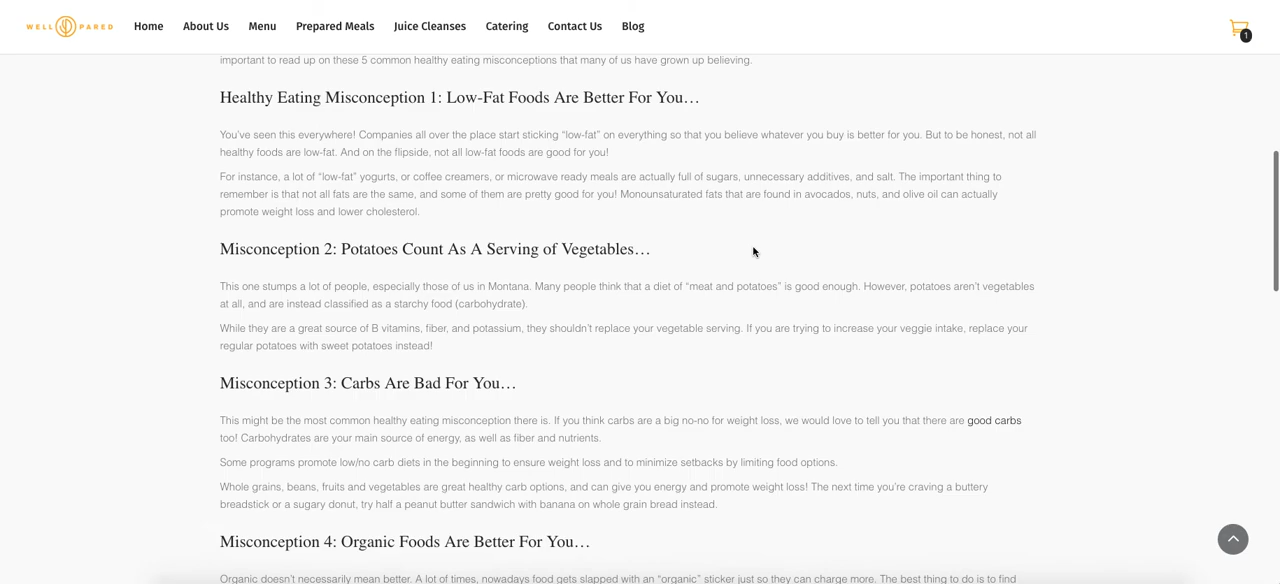 WELL PARED
Home About Us Menu Prepared Meals Juice Cleanses Catering Contact Us Blog
1
important to read up on these 5 common healthy eating misconceptions that many of us have grown up believing.
Healthy Eating Misconception 1: Low-Fat Foods Are Better For You…
You've seen this everywhere! Companies all over the place start sticking “low-fat” on everything so that you believe whatever you buy is better for you. But to be honest, not all
healthy foods are low-fat. And on the flipside, not all low-fat foods are good for you!
For instance, a lot of “low-fat” yogurts, or coffee creamers, or microwave ready meals are actually full of sugars, unnecessary additives, and salt. The important thing to
remember is that not all fats are the same, and some of them are pretty good for you! Monounsaturated fats that are found in avocados, nuts, and olive oil can actually
promote weight loss and lower cholesterol.
Misconception 2: Potatoes Count As A Serving of Vegetables…
This one stumps a lot of people, especially those of us in Montana. Many people think that a diet of “meat and potatoes” is good enough. However, potatoes aren't vegetables
at all, and are instead classified as a starchy food (carbohydrate).
While they are a great source of B vitamins, fiber, and potassium, they shouldn't replace your vegetable serving. If you are trying to increase your veggie intake, replace your
regular potatoes with sweet potatoes instead!
Misconception 3: Carbs Are Bad For You…
This might be the most common healthy eating misconception there is. If you think carbs are a big no-no for weight loss, we would love to tell you that there are good carbs
too! Carbohydrates are your main source of energy, as well as fiber and nutrients.
Some programs promote low/no carb diets in the beginning to ensure weight loss and to minimize setbacks by limiting food options.
Whole grains, beans, fruits and vegetables are great healthy carb options, and can give you energy and promote weight loss! The next time you're craving a buttery
breadstick or a sugary donut, try half a peanut butter sandwich with banana on whole grain bread instead.
Misconception 4: Organic Foods Are Better For You…
Organic doesn't necessarily mean better. A lot of times, nowadays food gets slapped with an “organic” sticker just so they can charge more. The best thing to do is to find